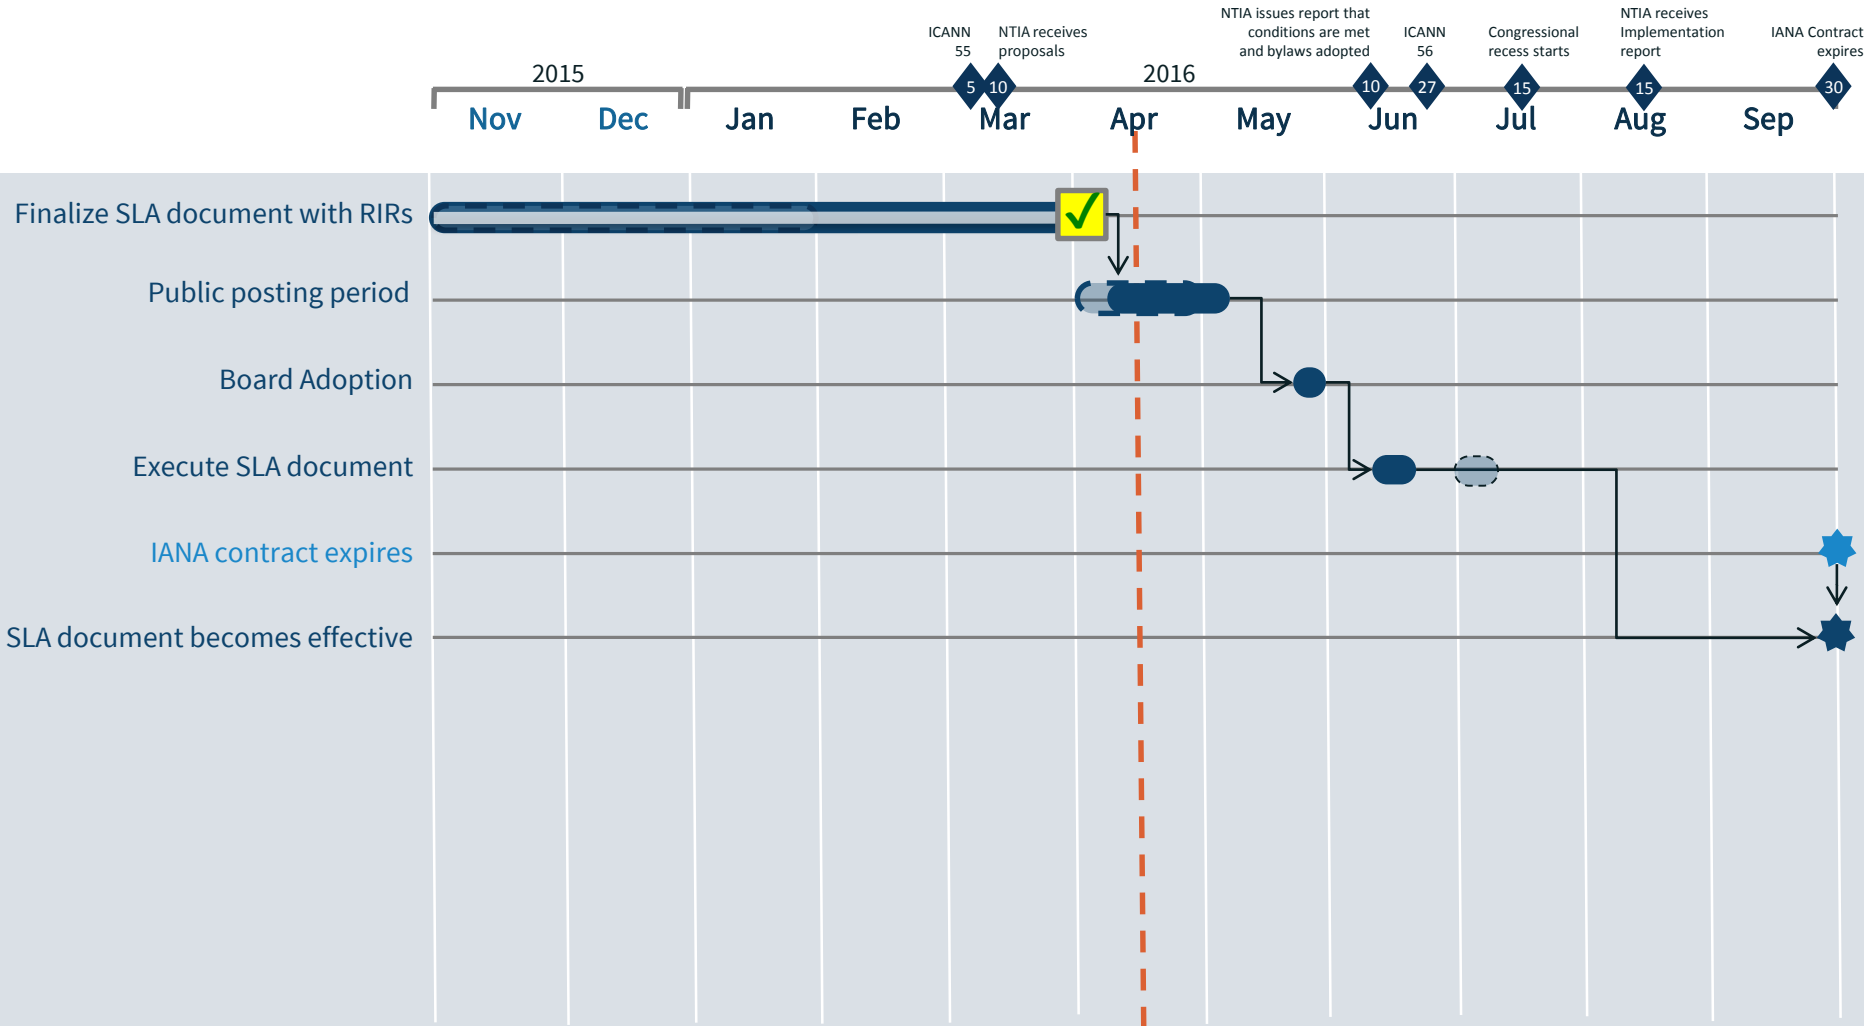 NTIA issues report that
conditions are met
and bylaws adopted
NTIA receives
Implementation
report
ICANN
55
NTIA receives
proposals
ICANN
56
Congressional
recess starts
IANA Contract
expires
2015
2016
5
10
10
27
15
15
30
Nov
Dec
Jan
Feb
Mar
Apr
May
Jun
Jul
Aug
Sep
Finalize SLA document with RIRs
Public posting period
Board Adoption
Execute SLA document
IANA contract expires
SLA document becomes effective